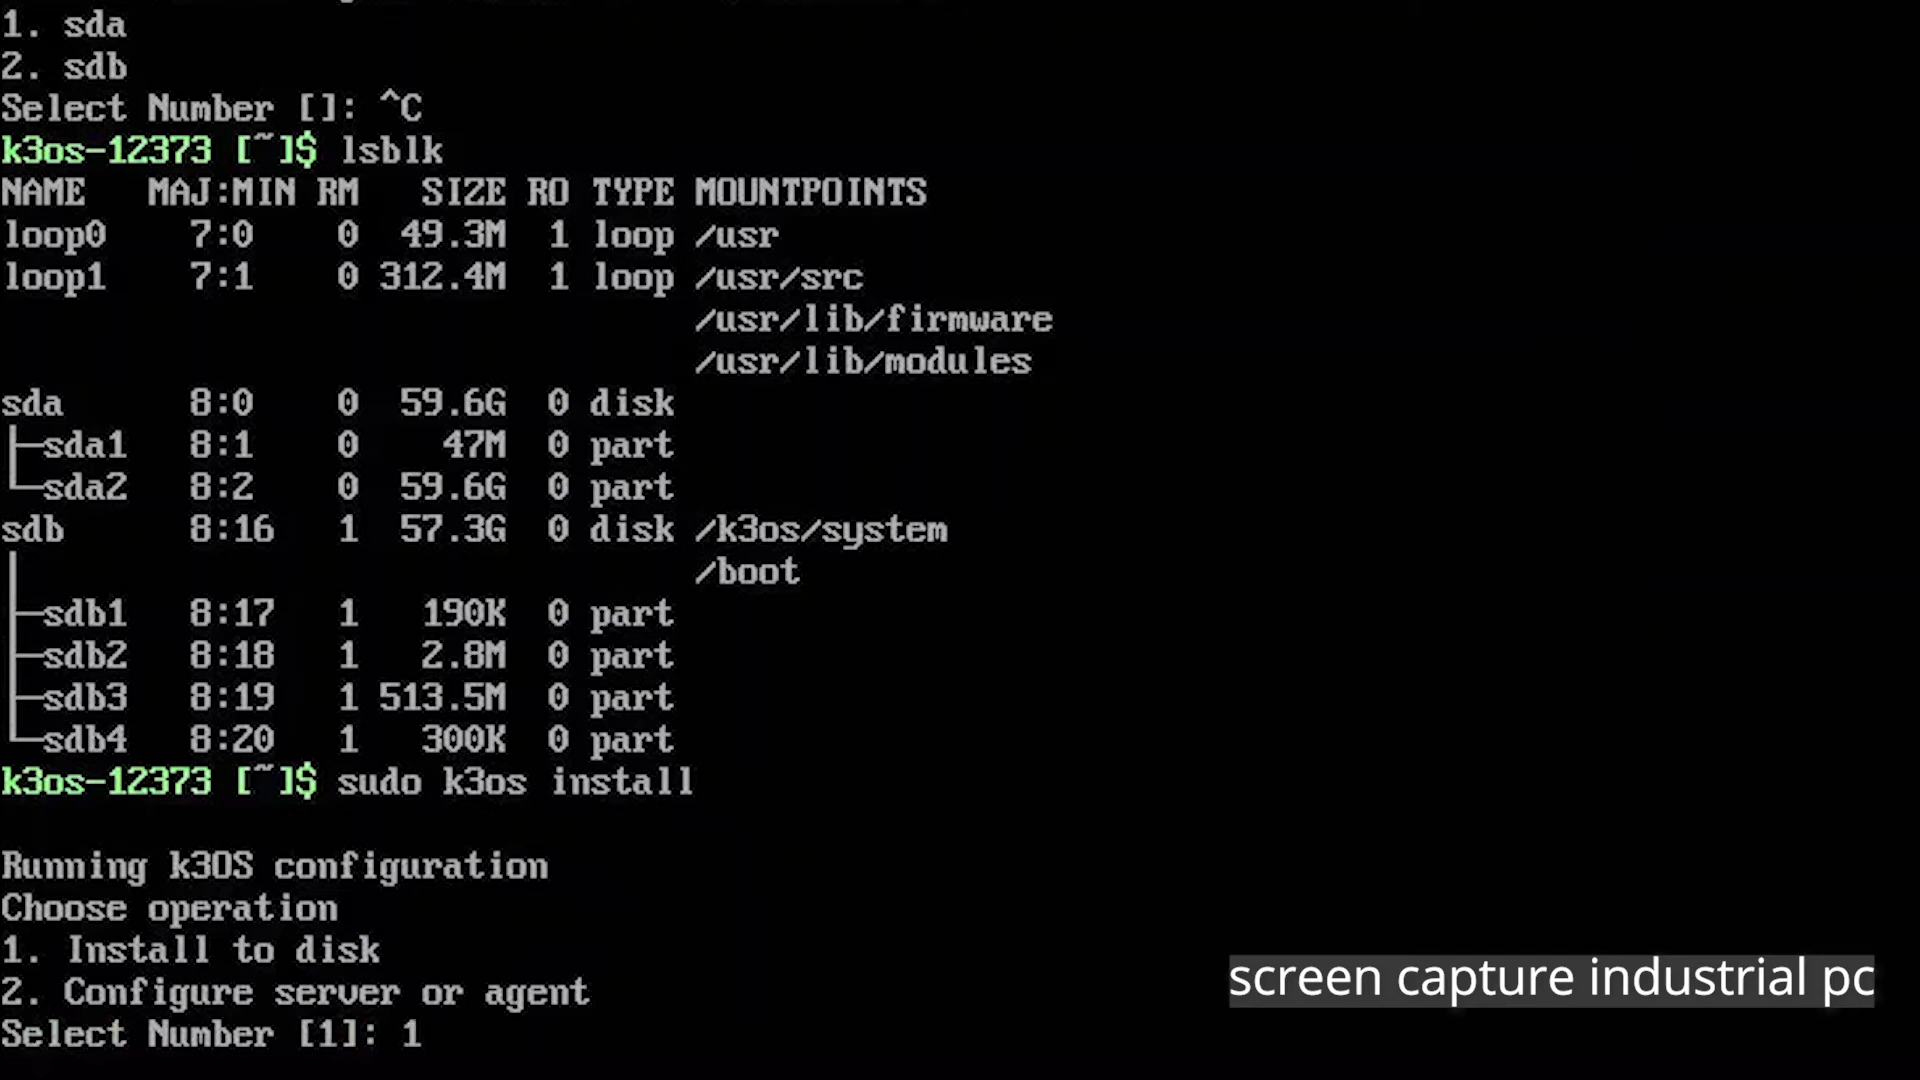 1. sda
2. sdb
Select Number []: ^C
k3os-12373 [~]$ lsblk
NAME   MAJ:MIN RM   SIZE RO TYPE MOUNTPOINTS
loop0    7:0    0  49.3M  1 loop /usr
loop1    7:1    0 312.4M  1 loop /usr/src
                                 /usr/lib/firmware
                                 /usr/lib/modules
sda      8:0    0  59.6G  0 disk
├─sda1   8:1    0    47M  0 part
└─sda2   8:2    0  59.6G  0 part
sdb      8:16   1  57.3G  0 disk /k3os/system
│                                /boot
├─sdb1   8:17   1   190K  0 part
├─sdb2   8:18   1   2.8M  0 part
├─sdb3   8:19   1 513.5M  0 part
└─sdb4   8:20   1   300K  0 part
k3os-12373 [~]$ sudo k3os install
Running k3OS configuration
Choose operation
1. Install to disk
2. Configure server or agent
Select Number [1]: 1
screen capture industrial pc